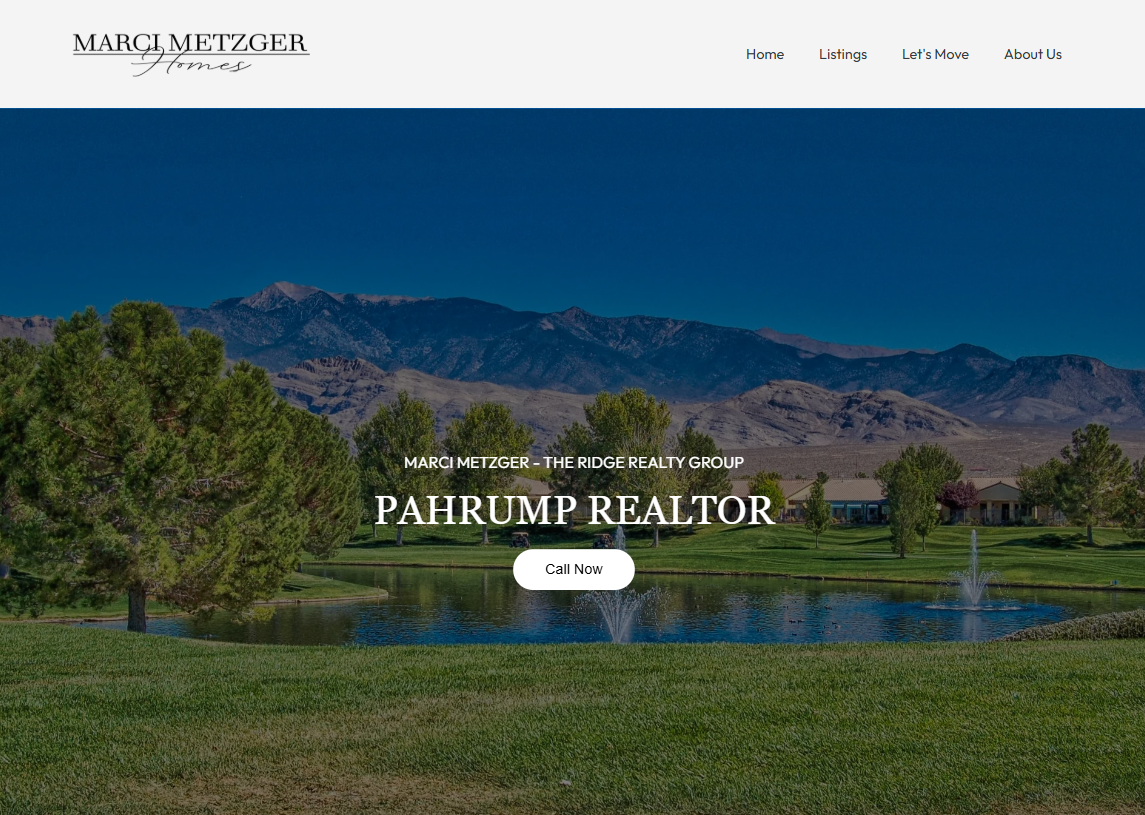 MARCI METZGER
Homes
Home Listings Let's Move About Us
MARCI METZGER - THE RIDGE REALTY GROUP
PAHRUMP REALTOR
Call Now